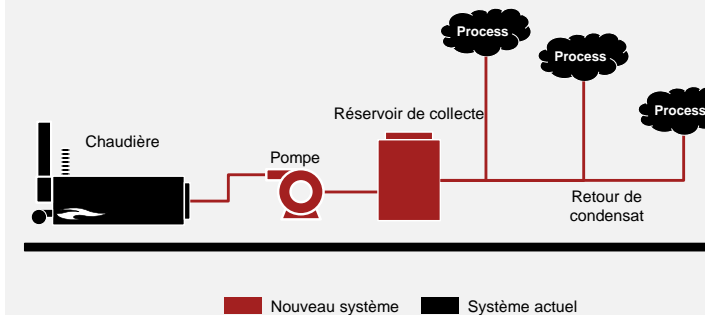 Process
Process
Process
Réservoir de collecte
Chaudière
Pompe
Retour de
condensat
Nouveau système
Système actuel